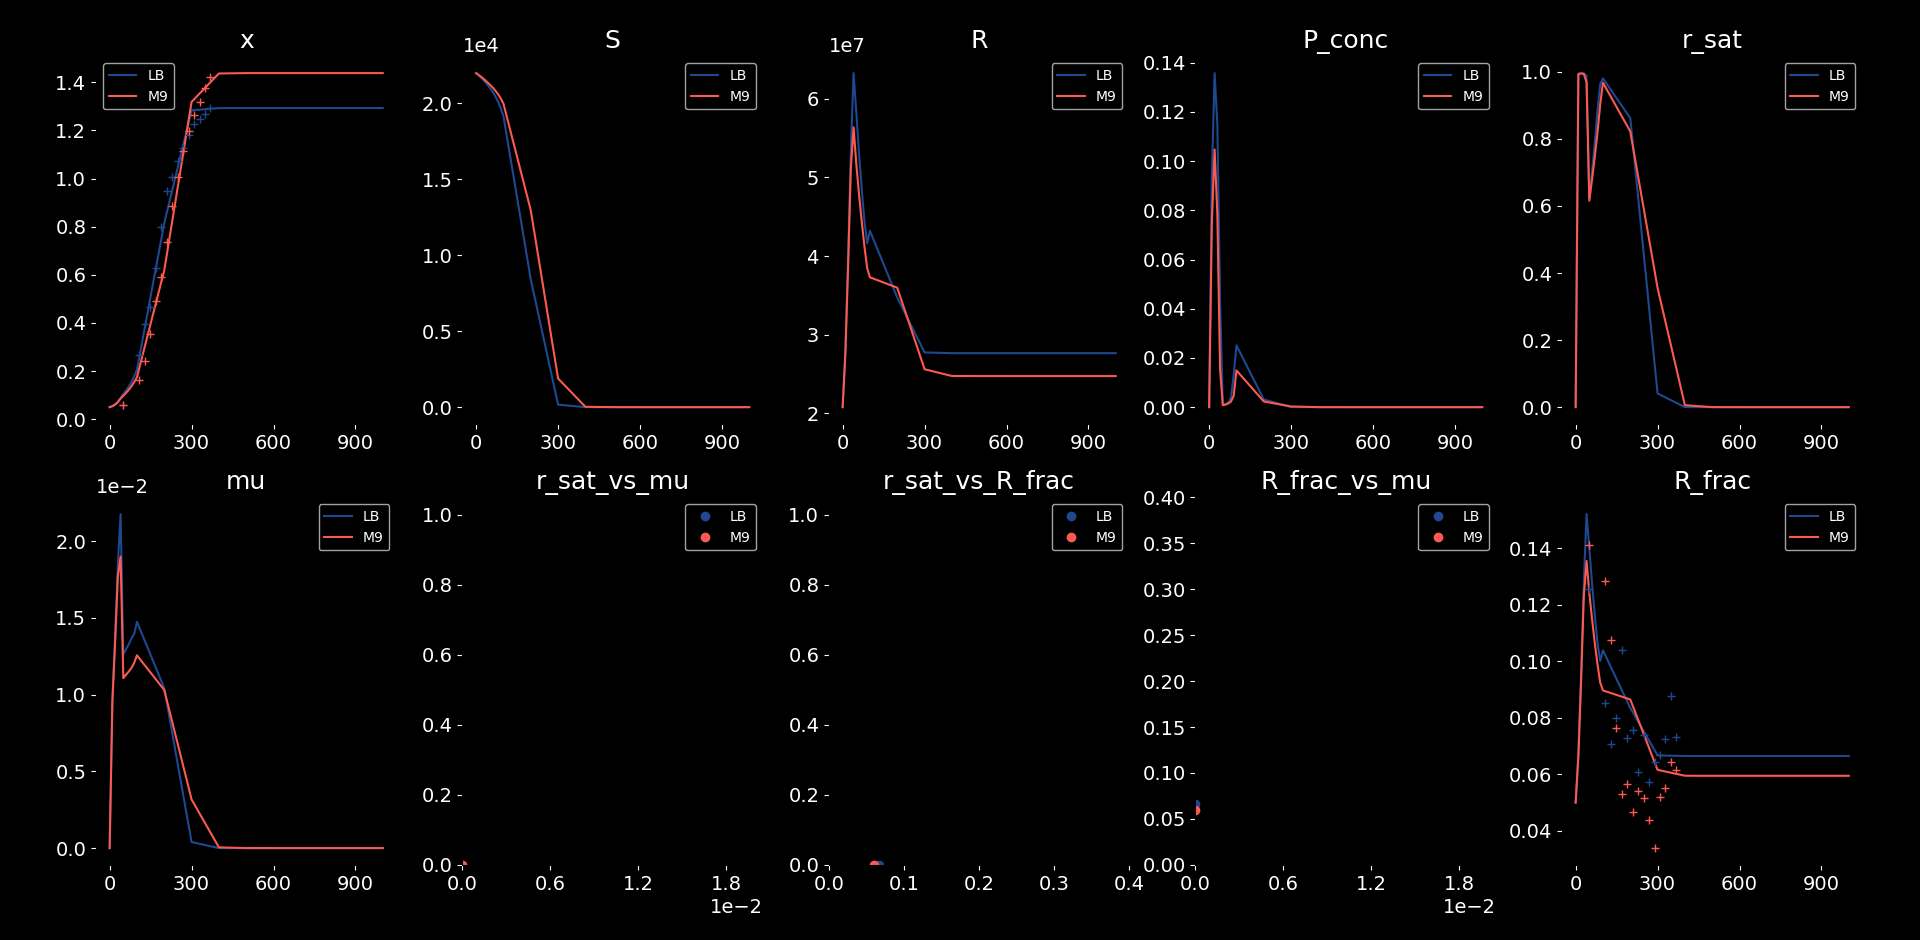 x
LB
M9
1.4
1.2
1.0
0.8
0.6
0.4
0.2
0.0
0 300 600 900
S
1e4
LB
M9
2.0
1.5
1.0
0.5
0.0
0 300 600 900
R
1e7
LB
M9
6
5
4
3
2
0 300 600 900
P_conc
LB
M9
0.14
0.12
0.10
0.08
0.06
0.04
0.02
0.00
0 300 600 900
r_sat
LB
M9
1.0
0.8
0.6
0.4
0.2
0.0
0 300 600 900
mu
1e−2
LB
M9
2.0
1.5
1.0
0.5
0.0
0 300 600 900
r_sat_vs_mu
LB
M9
1.0
0.8
0.6
0.4
0.2
0.0
0.0 0.6 1.2 1.8
1e−2
r_sat_vs_R_frac
LB
M9
1.0
0.8
0.6
0.4
0.2
0.0
0.0 0.1 0.2 0.3 0.4
R_frac_vs_mu
LB
M9
0.40
0.35
0.30
0.25
0.20
0.15
0.10
0.05
0.00
0.0 0.6 1.2 1.8
1e−2
R_frac
LB
M9
0.14
0.12
0.10
0.08
0.06
0.04
0 300 600 900